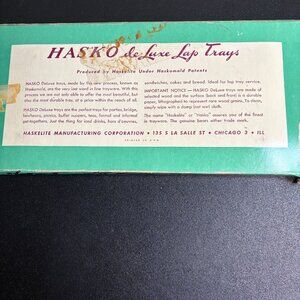 HASKO de Luxe Lap Trays
Produced by Haskelite Under Haskomold Patents
HASKO DeLuxe trays, made by the new process, known as
Haskomold, are the very last word in fine trayware. With this
process we are not only able to offer the most beautiful, but
also the most durable tray, at a price within the reach of all.
HASKO DeLuxe trays are the perfect trays for parties, bridge,
luncheons, picnics, buffet suppers, teas, formal and informal
get-togethers. Just the thing for cold drinks, hors d'oeuvres,
sandwiches, cakes and bread. Ideal for lap tray service.
IMPORTANT NOTICE — HASKO DeLuxe trays are made of
selected wood and the surface (back and front) is a durable
paper, lithographed to represent rare wood grains. To clean,
simply wipe with a damp (not wet) cloth.
The name "Haskelite" or "Hasko" assures you of the finest
in trayware. The genuine bears either trade mark.
HASKELITE MANUFACTURING CORPORATION • 135 S LA SALLE ST • CHICAGO 3 • ILL
PRINTED IN U.S.A.